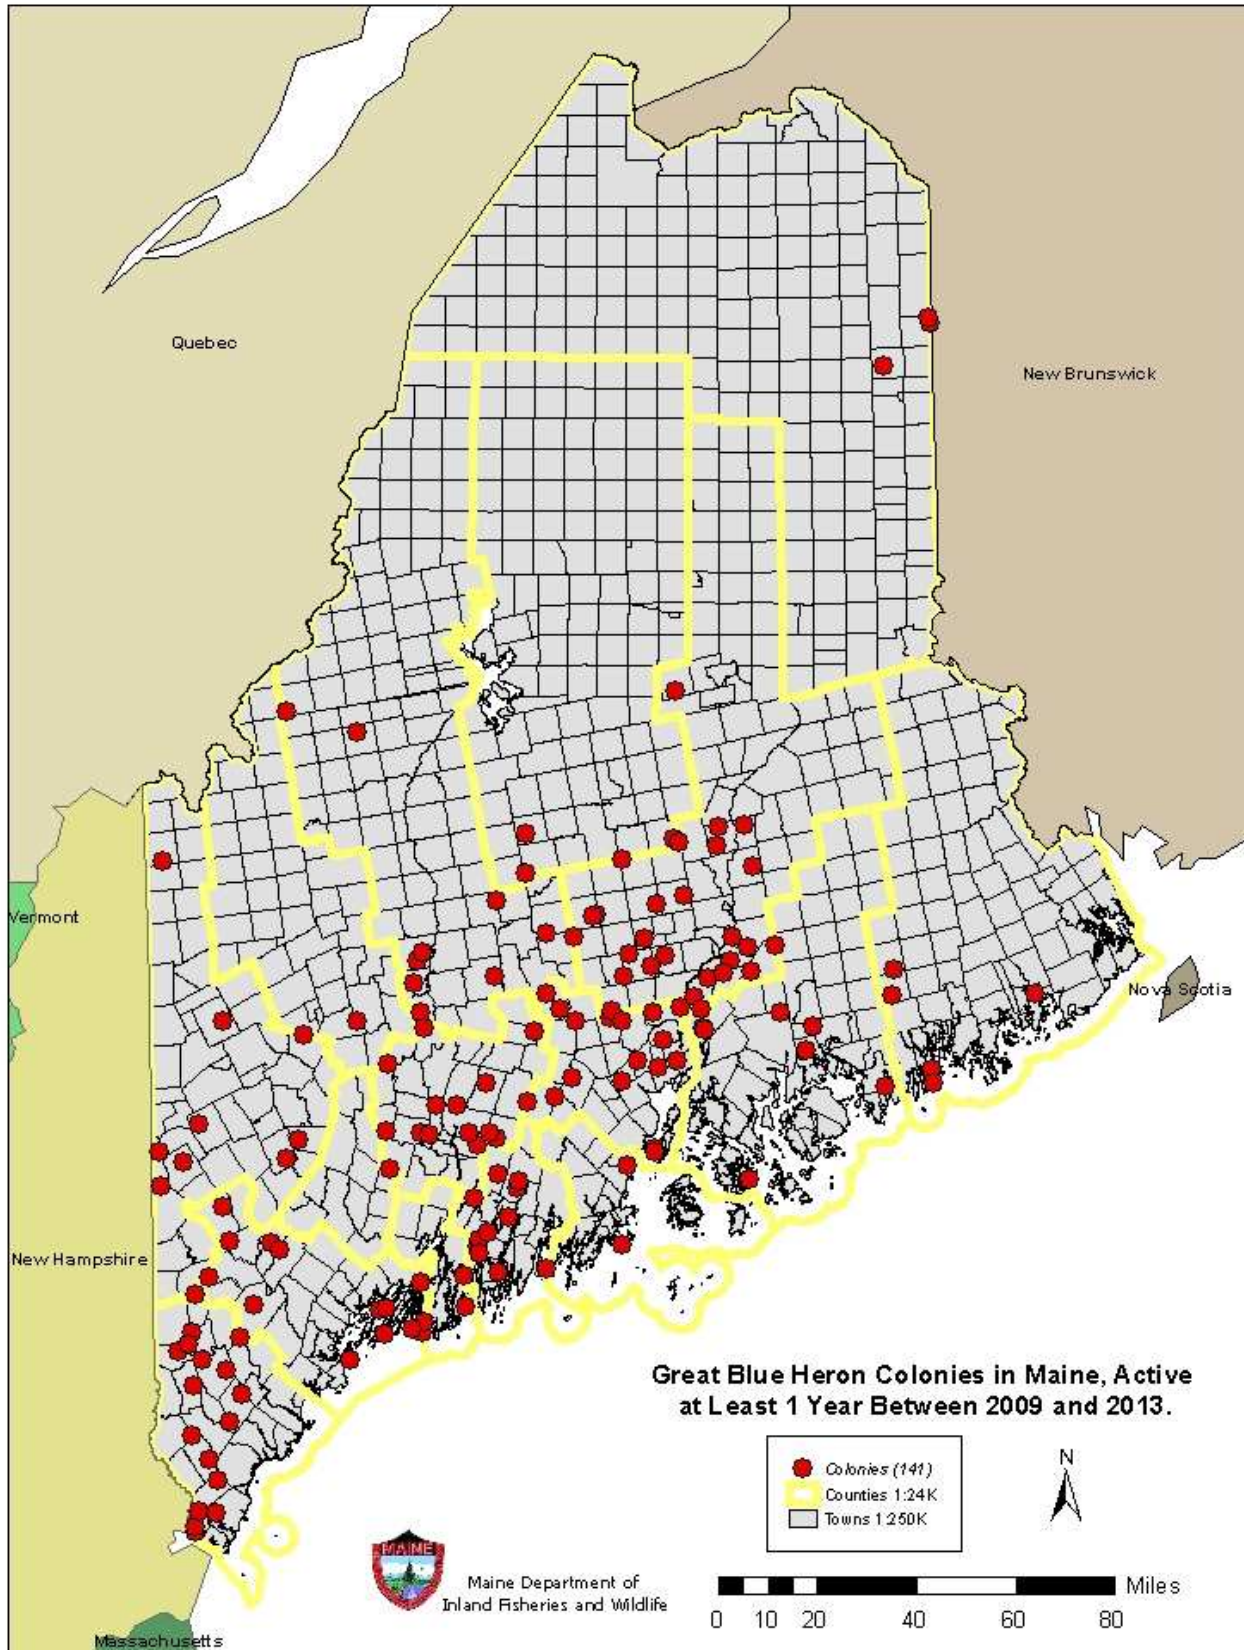 Quebec
New Brunswick
Vermont
Nova Scotia
New Hampshire
Great Blue Heron Colonies in Maine, Active
at Least 1 Year Between 2009 and 2013.
N
Colonies (141)
Counties 1:24K
Towns 1:250K
MAINE
Maine Department of
Inland Fisheries and Wildlife
Miles
0 10 20 40 60 80
Massachusetts